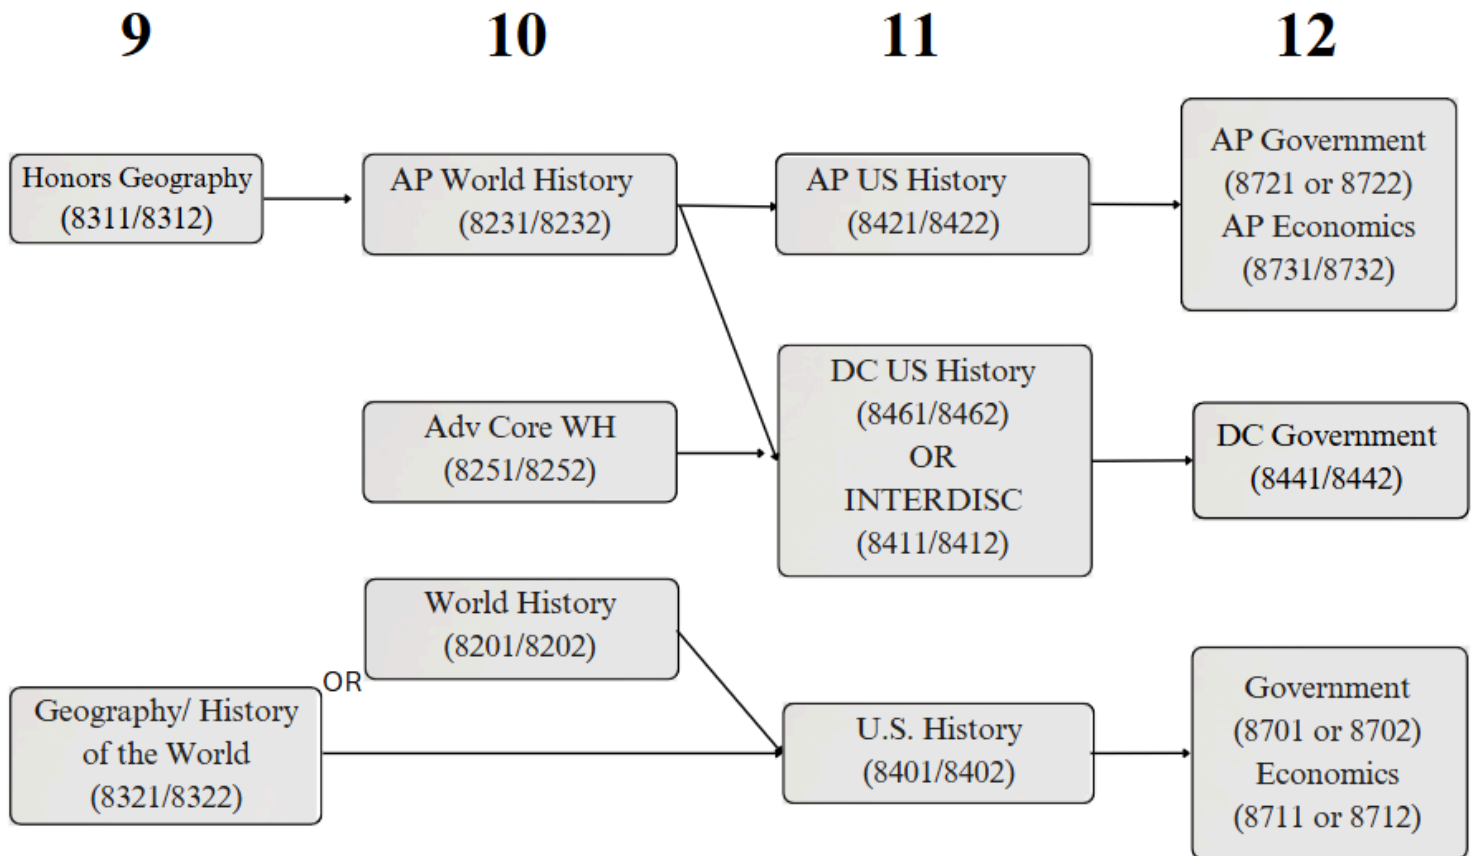 9 10 11 12
Honors Geography
(8311/8312)
AP World History
(8231/8232)
AP US History
(8421/8422)
AP Government
(8721 or 8722)
AP Economics
(8731/8732)
Adv Core WH
(8251/8252)
DC US History
(8461/8462)
OR
INTERDISC
(8411/8412)
DC Government
(8441/8442)
World History
(8201/8202)
OR
Geography/ History
of the World
(8321/8322)
U.S. History
(8401/8402)
Government
(8701 or 8702)
Economics
(8711 or 8712)